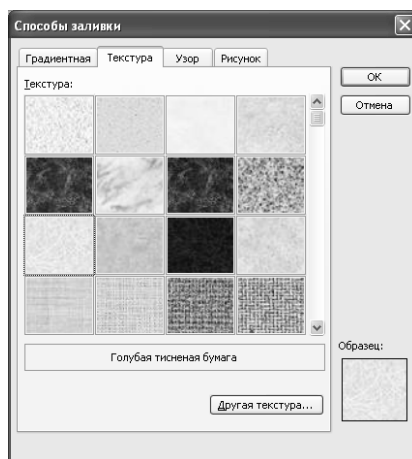 Способы заливки
Градиентная Текстура Узор Рисунок
Текстура:
ОК
Отмена
Голубая тисненая бумага
Образец:
Другая текстура...